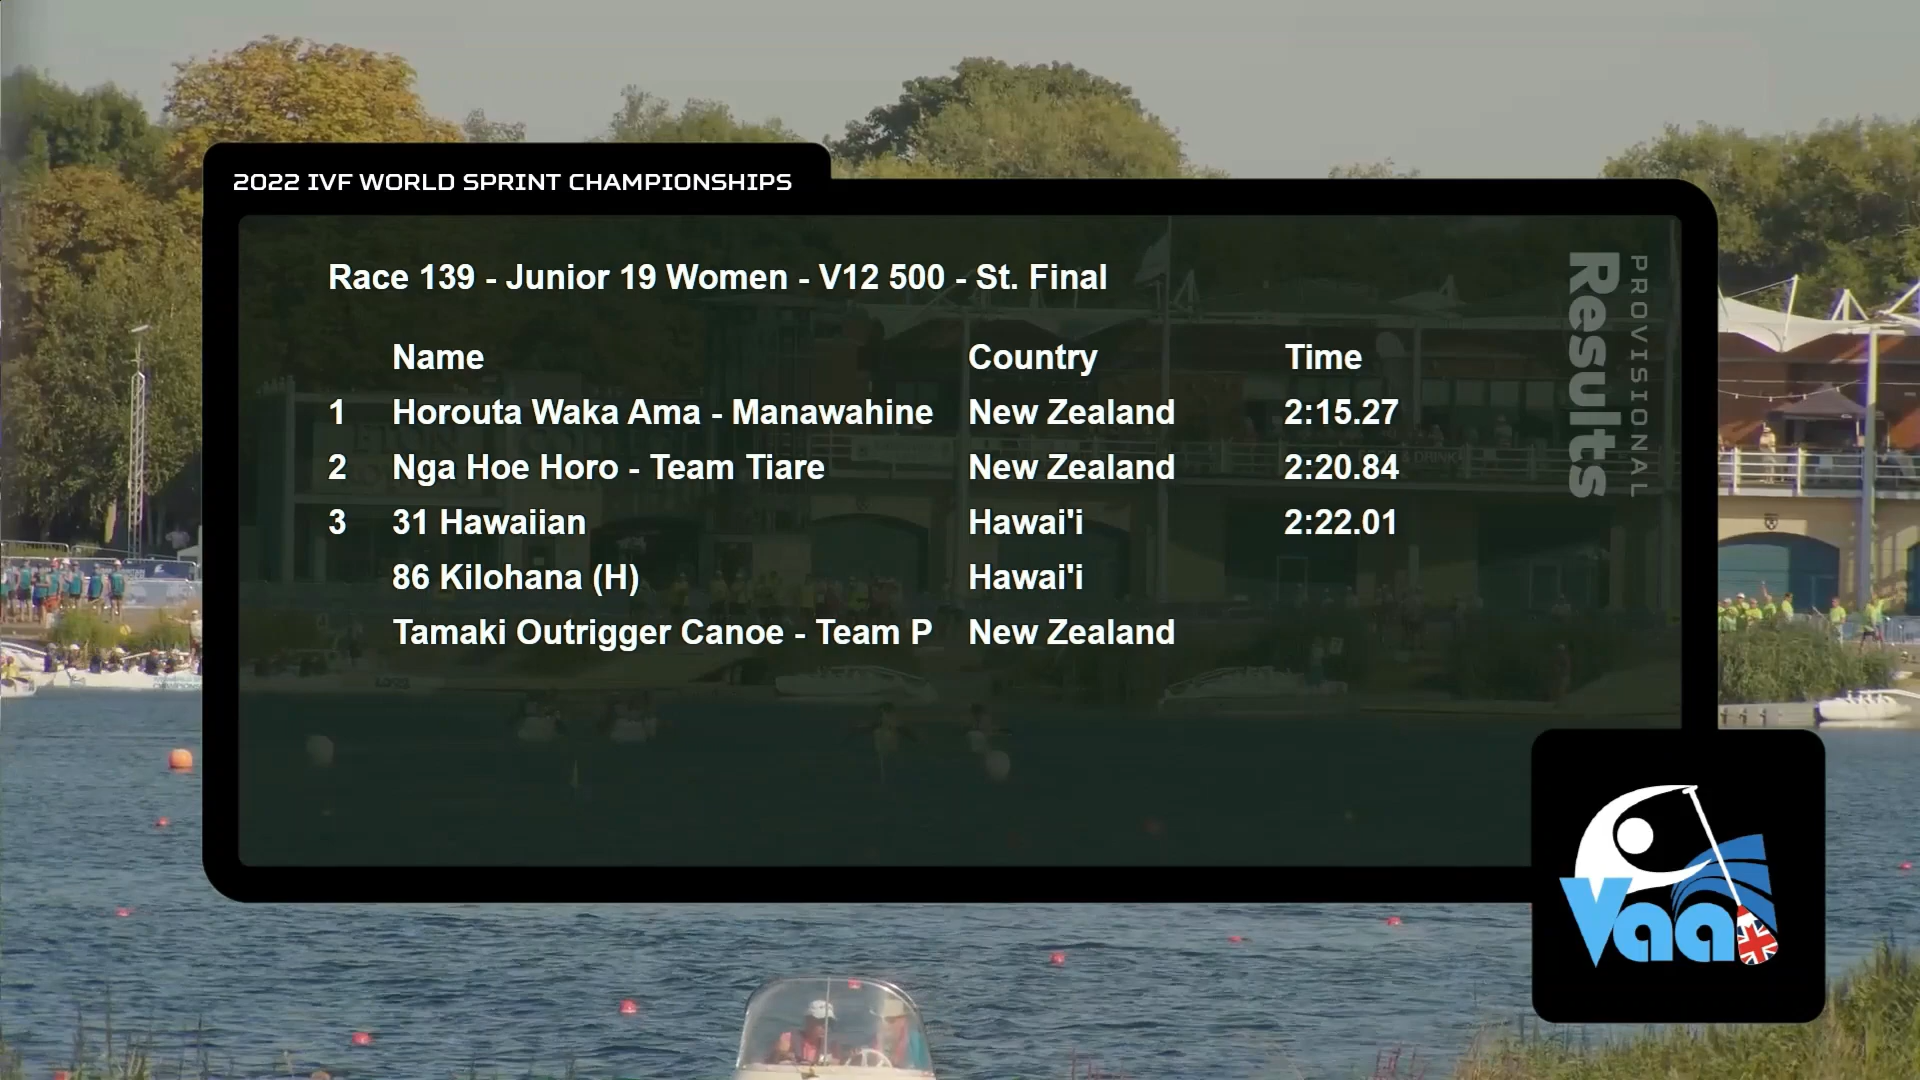 2022 IVF WORLD SPRINT CHAMPIONSHIPS
Race 139 - Junior 19 Women - V12 500 - St. Final
Name Country Time
1 Horouta Waka Ama - Manawahine New Zealand 2:15.27
2 Nga Hoe Horo - Team Tiare New Zealand 2:20.84
3 31 Hawaiian Hawai'i 2:22.01
86 Kilohana (H) Hawai'i
Tamaki Outrigger Canoe - Team P New Zealand
PROVISIONAL
Results
Vaa